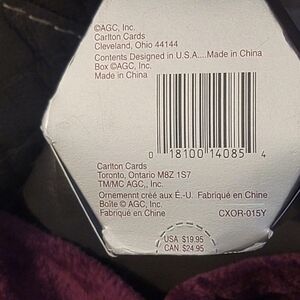 ©AGC, Inc.
Carlton Cards
Cleveland, Ohio 44144
Contents Designed in U.S.A....Made in China
Box ©AGC, Inc.
Made in China
0 18100 14085 4
Carlton Cards
Toronto, Ontario M8Z 1S7
TM/MC AGC, Inc.
Ornement créé aux É.-U. Fabriqué en Chine
Boîte © AGC, Inc.
Fabriqué en Chine
CXOR-015Y
USA $19.95
CAN. $24.95